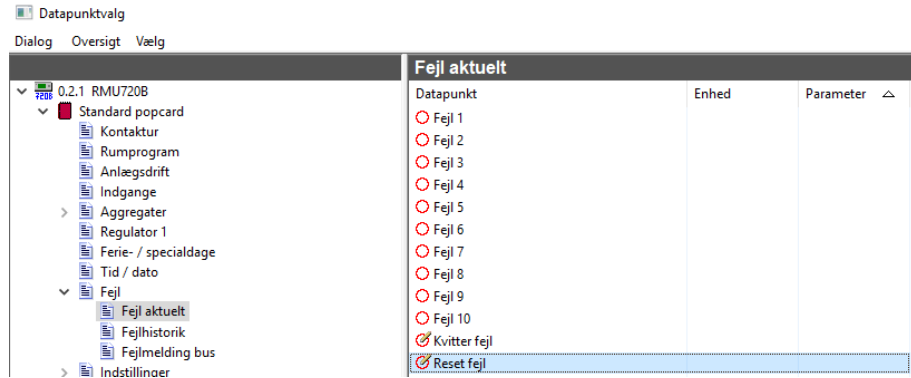 Datapunktvalg
Dialog Oversigt Vælg
Fejl aktuelt
0.2.1 RMU720B
Standard popcard
Kontaktur
Rumprogram
Anlægsdrift
Indgange
Aggregater
Regulator 1
Ferie- / specialdage
Tid / dato
Fejl
Fejl aktuelt
Fejlhistorik
Fejlmelding bus
Indstillinger
Datapunkt Enhed Parameter
Fejl 1
Fejl 2
Fejl 3
Fejl 4
Fejl 5
Fejl 6
Fejl 7
Fejl 8
Fejl 9
Fejl 10
Kvitter fejl
Reset fejl